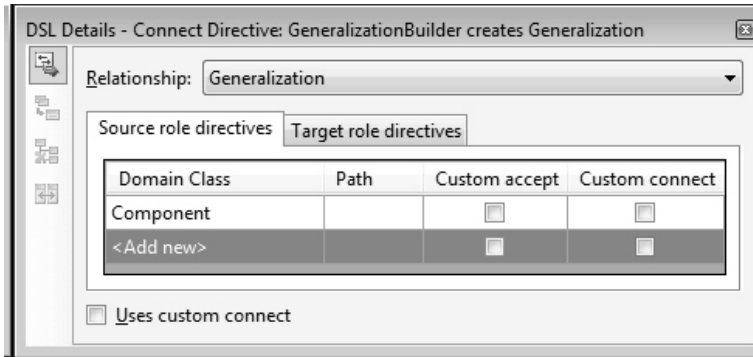 DSL Details - Connect Directive: GeneralizationBuilder creates Generalization
Relationship: Generalization
Source role directives Target role directives
Domain Class Path Custom accept Custom connect
Component
<Add new>
Uses custom connect